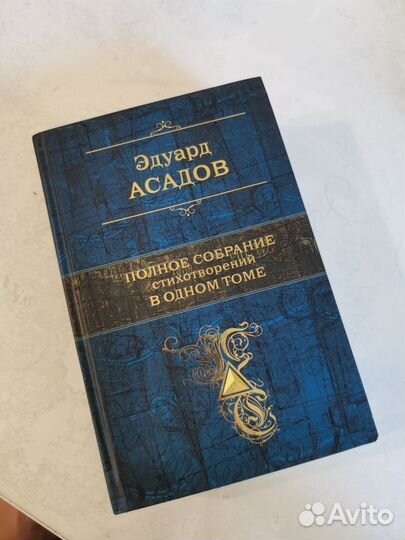 Эдуард
АСАДОВ
ПОЛНОЕ СОБРАНИЕ
стихотворений
В ОДНОМ ТОМЕ
Avito